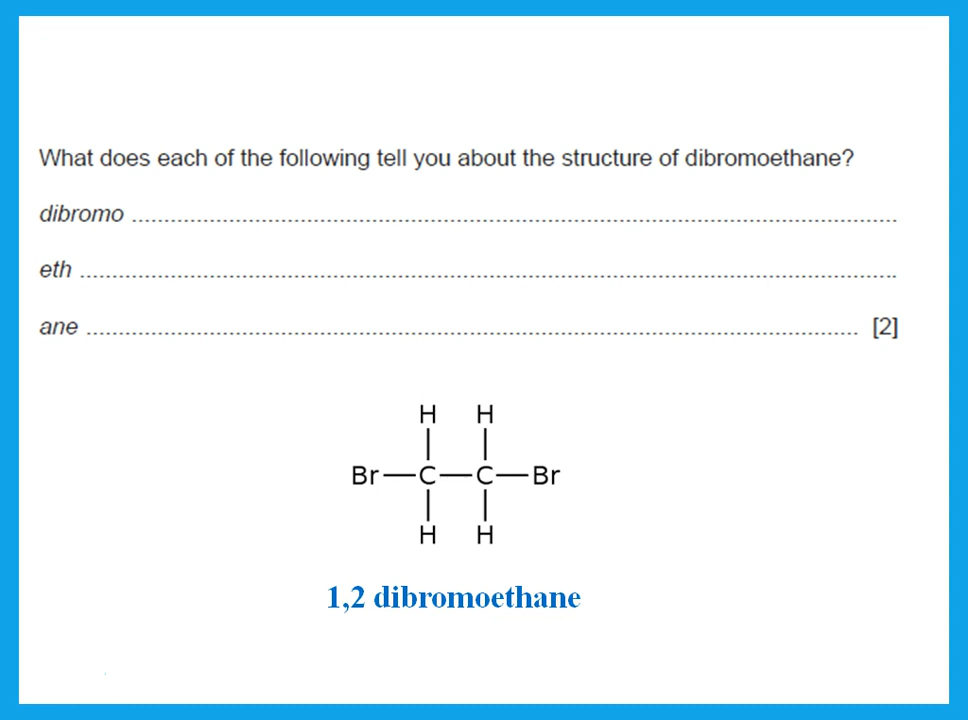 What does each of the following tell you about the structure of dibromoethane?
dibromo ........................................................................................................................
eth ................................................................................................................................
ane ......................................................................................................................... [2]
H H
Br—C—C—Br
H H
1,2 dibromoethane